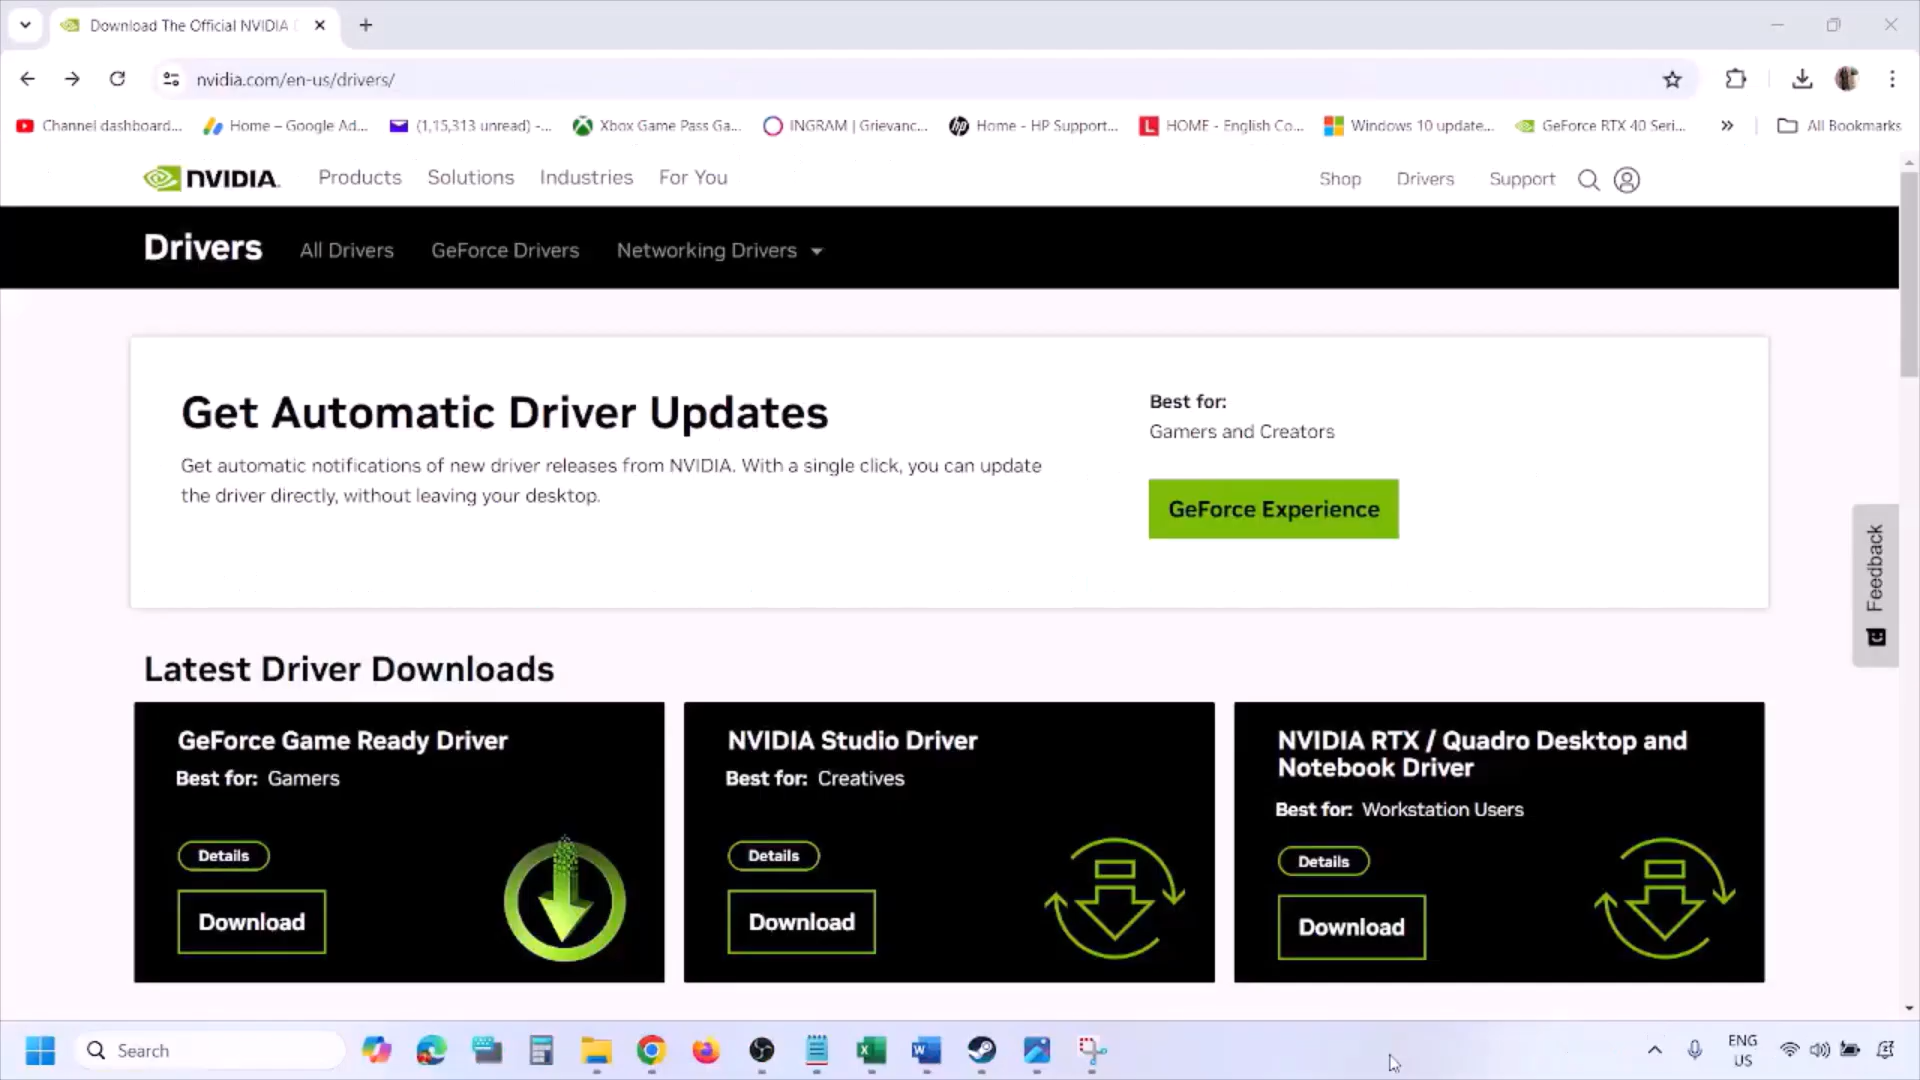 Download The Official NVIDIA
nvidia.com/en-us/drivers/
Channel dashboard...
Home – Google Ad...
(1,15,313 unread) -...
Xbox Game Pass Ga...
INGRAM | Grievanc...
Home - HP Support...
HOME - English Co...
Windows 10 update...
GeForce RTX 40 Seri...
All Bookmarks
NVIDIA.
Products
Solutions
Industries
For You
Shop
Drivers
Support
Drivers
All Drivers
GeForce Drivers
Networking Drivers
Get Automatic Driver Updates
Get automatic notifications of new driver releases from NVIDIA. With a single click, you can update
the driver directly, without leaving your desktop.
Best for:
Gamers and Creators
GeForce Experience
Feedback
Latest Driver Downloads
GeForce Game Ready Driver
Best for: Gamers
Details
Download
NVIDIA Studio Driver
Best for: Creatives
Details
Download
NVIDIA RTX / Quadro Desktop and
Notebook Driver
Best for: Workstation Users
Details
Download
Search
ENG
US